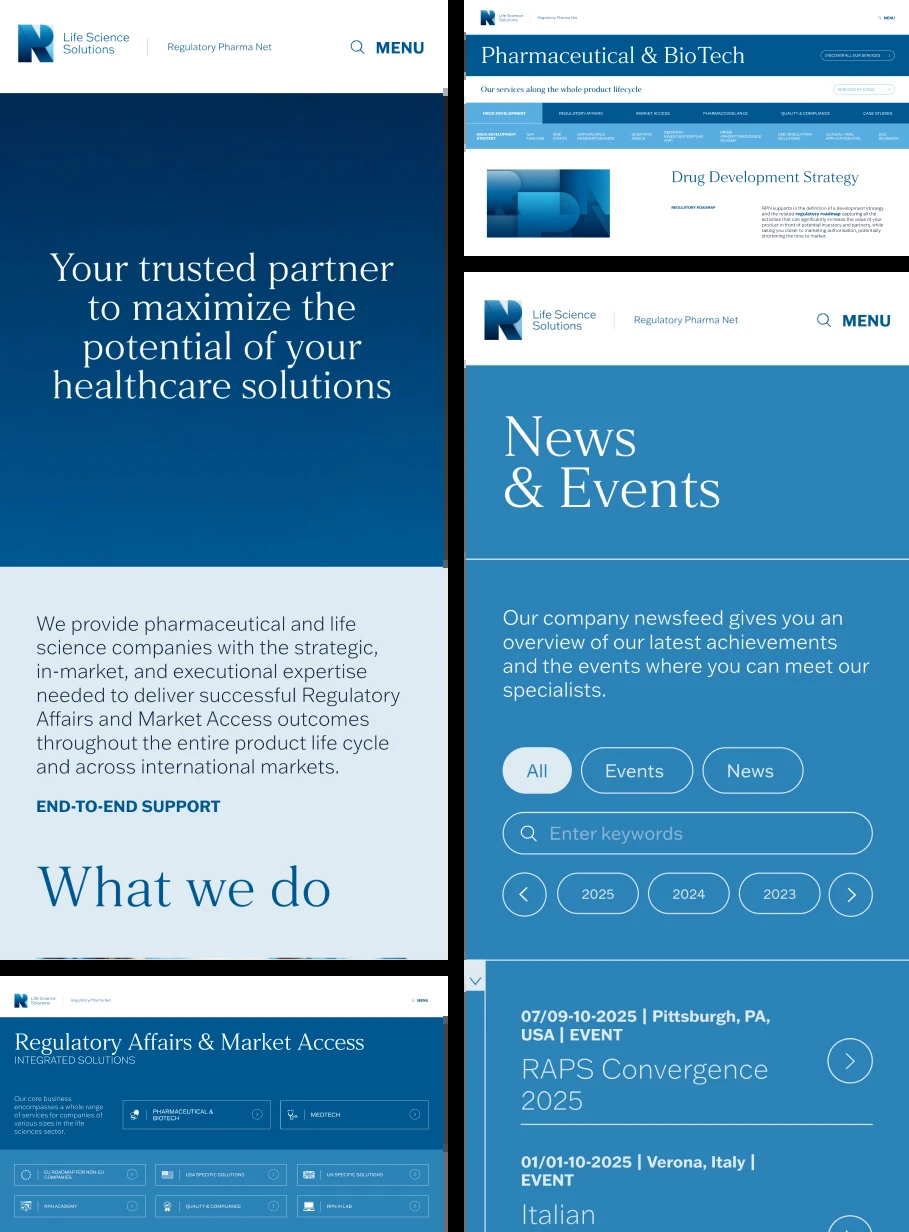 Life Science
Solutions
Regulatory Pharma Net
MENU
Your trusted partner
to maximize the
potential of your
healthcare solutions
We provide pharmaceutical and life
science companies with the strategic,
in-market, and executional expertise
needed to deliver successful Regulatory
Affairs and Market Access outcomes
throughout the entire product life cycle
and across international markets.
END-TO-END SUPPORT
What we do
Life Science
Solutions
Regulatory Pharma Net
MENU
Regulatory Affairs & Market Access
INTEGRATED SOLUTIONS
Our core business
encompasses a whole range
of services for companies of
various sizes in the life
sciences sector.
PHARMACEUTICAL &
BIOTECH
MEDTECH
EU ROADMAP FOR NON-EU
COMPANIES
USA SPECIFIC SOLUTIONS
UK SPECIFIC SOLUTIONS
RPN ACADEMY
QUALITY & COMPLIANCE
RPN AI LAB
Life Science
Solutions
Regulatory Pharma Net
MENU
Pharmaceutical & BioTech
DISCOVER ALL OUR SERVICES
Our services along the whole product lifecycle
DRUG DEVELOPMENT
REGULATORY AFFAIRS
MARKET ACCESS
PHARMACOVIGILANCE
QUALITY & COMPLIANCE
CASE STUDIES
DRUG DEVELOPMENT
STRATEGY
GAP
ANALYSIS
SCIENTIFIC
ADVICE
Drug Development Strategy
REGULATORY ROADMAP
RPN supports in the definition of a development strategy
and the related regulatory roadmap capturing all the
activities that can significantly increase the value of your
product in front of potential investors and partners, while
taking you closer to marketing authorisation, potentially
shortening the time to market.
Life Science
Solutions
Regulatory Pharma Net
MENU
News
& Events
Our company newsfeed gives you an
overview of our latest achievements
and the events where you can meet our
specialists.
All
Events
News
Enter keywords
2025
2024
2023
07/09-10-2025 | Pittsburgh, PA,
USA | EVENT
RAPS Convergence
2025
01/01-10-2025 | Verona, Italy |
EVENT
Italian